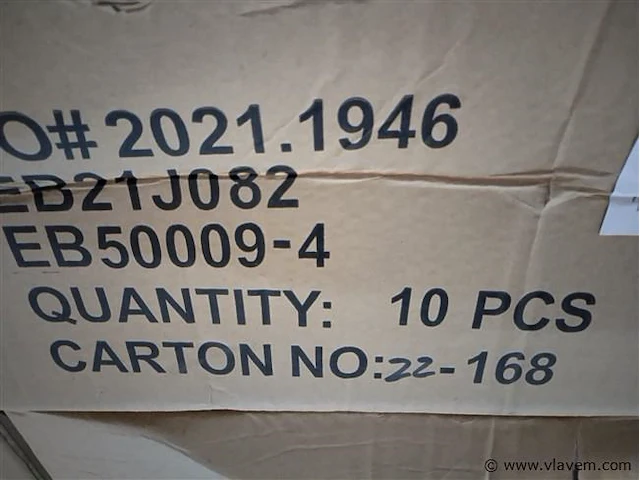 O# 2021.1946
EB21J082
EB50009-4
QUANTITY: 10 PCS
CARTON NO:22-168
© www.vlavem.com